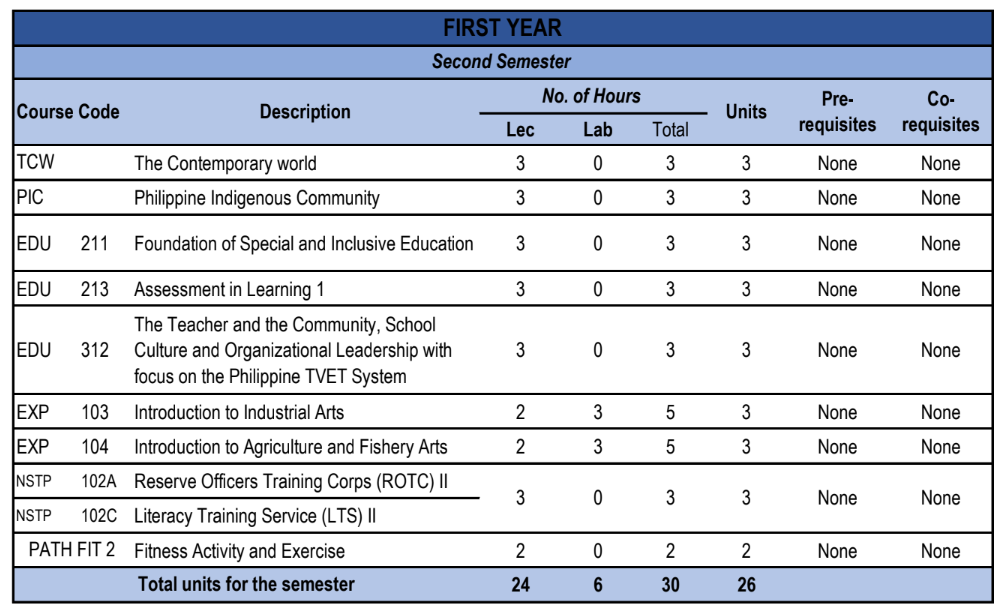 FIRST YEAR
Second Semester
Course Code Description No. of Hours Units Pre-requisites Co-requisites
Lec Lab Total
TCW The Contemporary world 3 0 3 3 None None
PIC Philippine Indigenous Community 3 0 3 3 None None
EDU 211 Foundation of Special and Inclusive Education 3 0 3 3 None None
EDU 213 Assessment in Learning 1 3 0 3 3 None None
EDU 312 The Teacher and the Community, School
Culture and Organizational Leadership with
focus on the Philippine TVET System 3 0 3 3 None None
EXP 103 Introduction to Industrial Arts 2 3 5 3 None None
EXP 104 Introduction to Agriculture and Fishery Arts 2 3 5 3 None None
NSTP 102A Reserve Officers Training Corps (ROTC) II 3 0 3 3 None None
NSTP 102C Literacy Training Service (LTS) II
PATH FIT 2 Fitness Activity and Exercise 2 0 2 2 None None
Total units for the semester 24 6 30 26